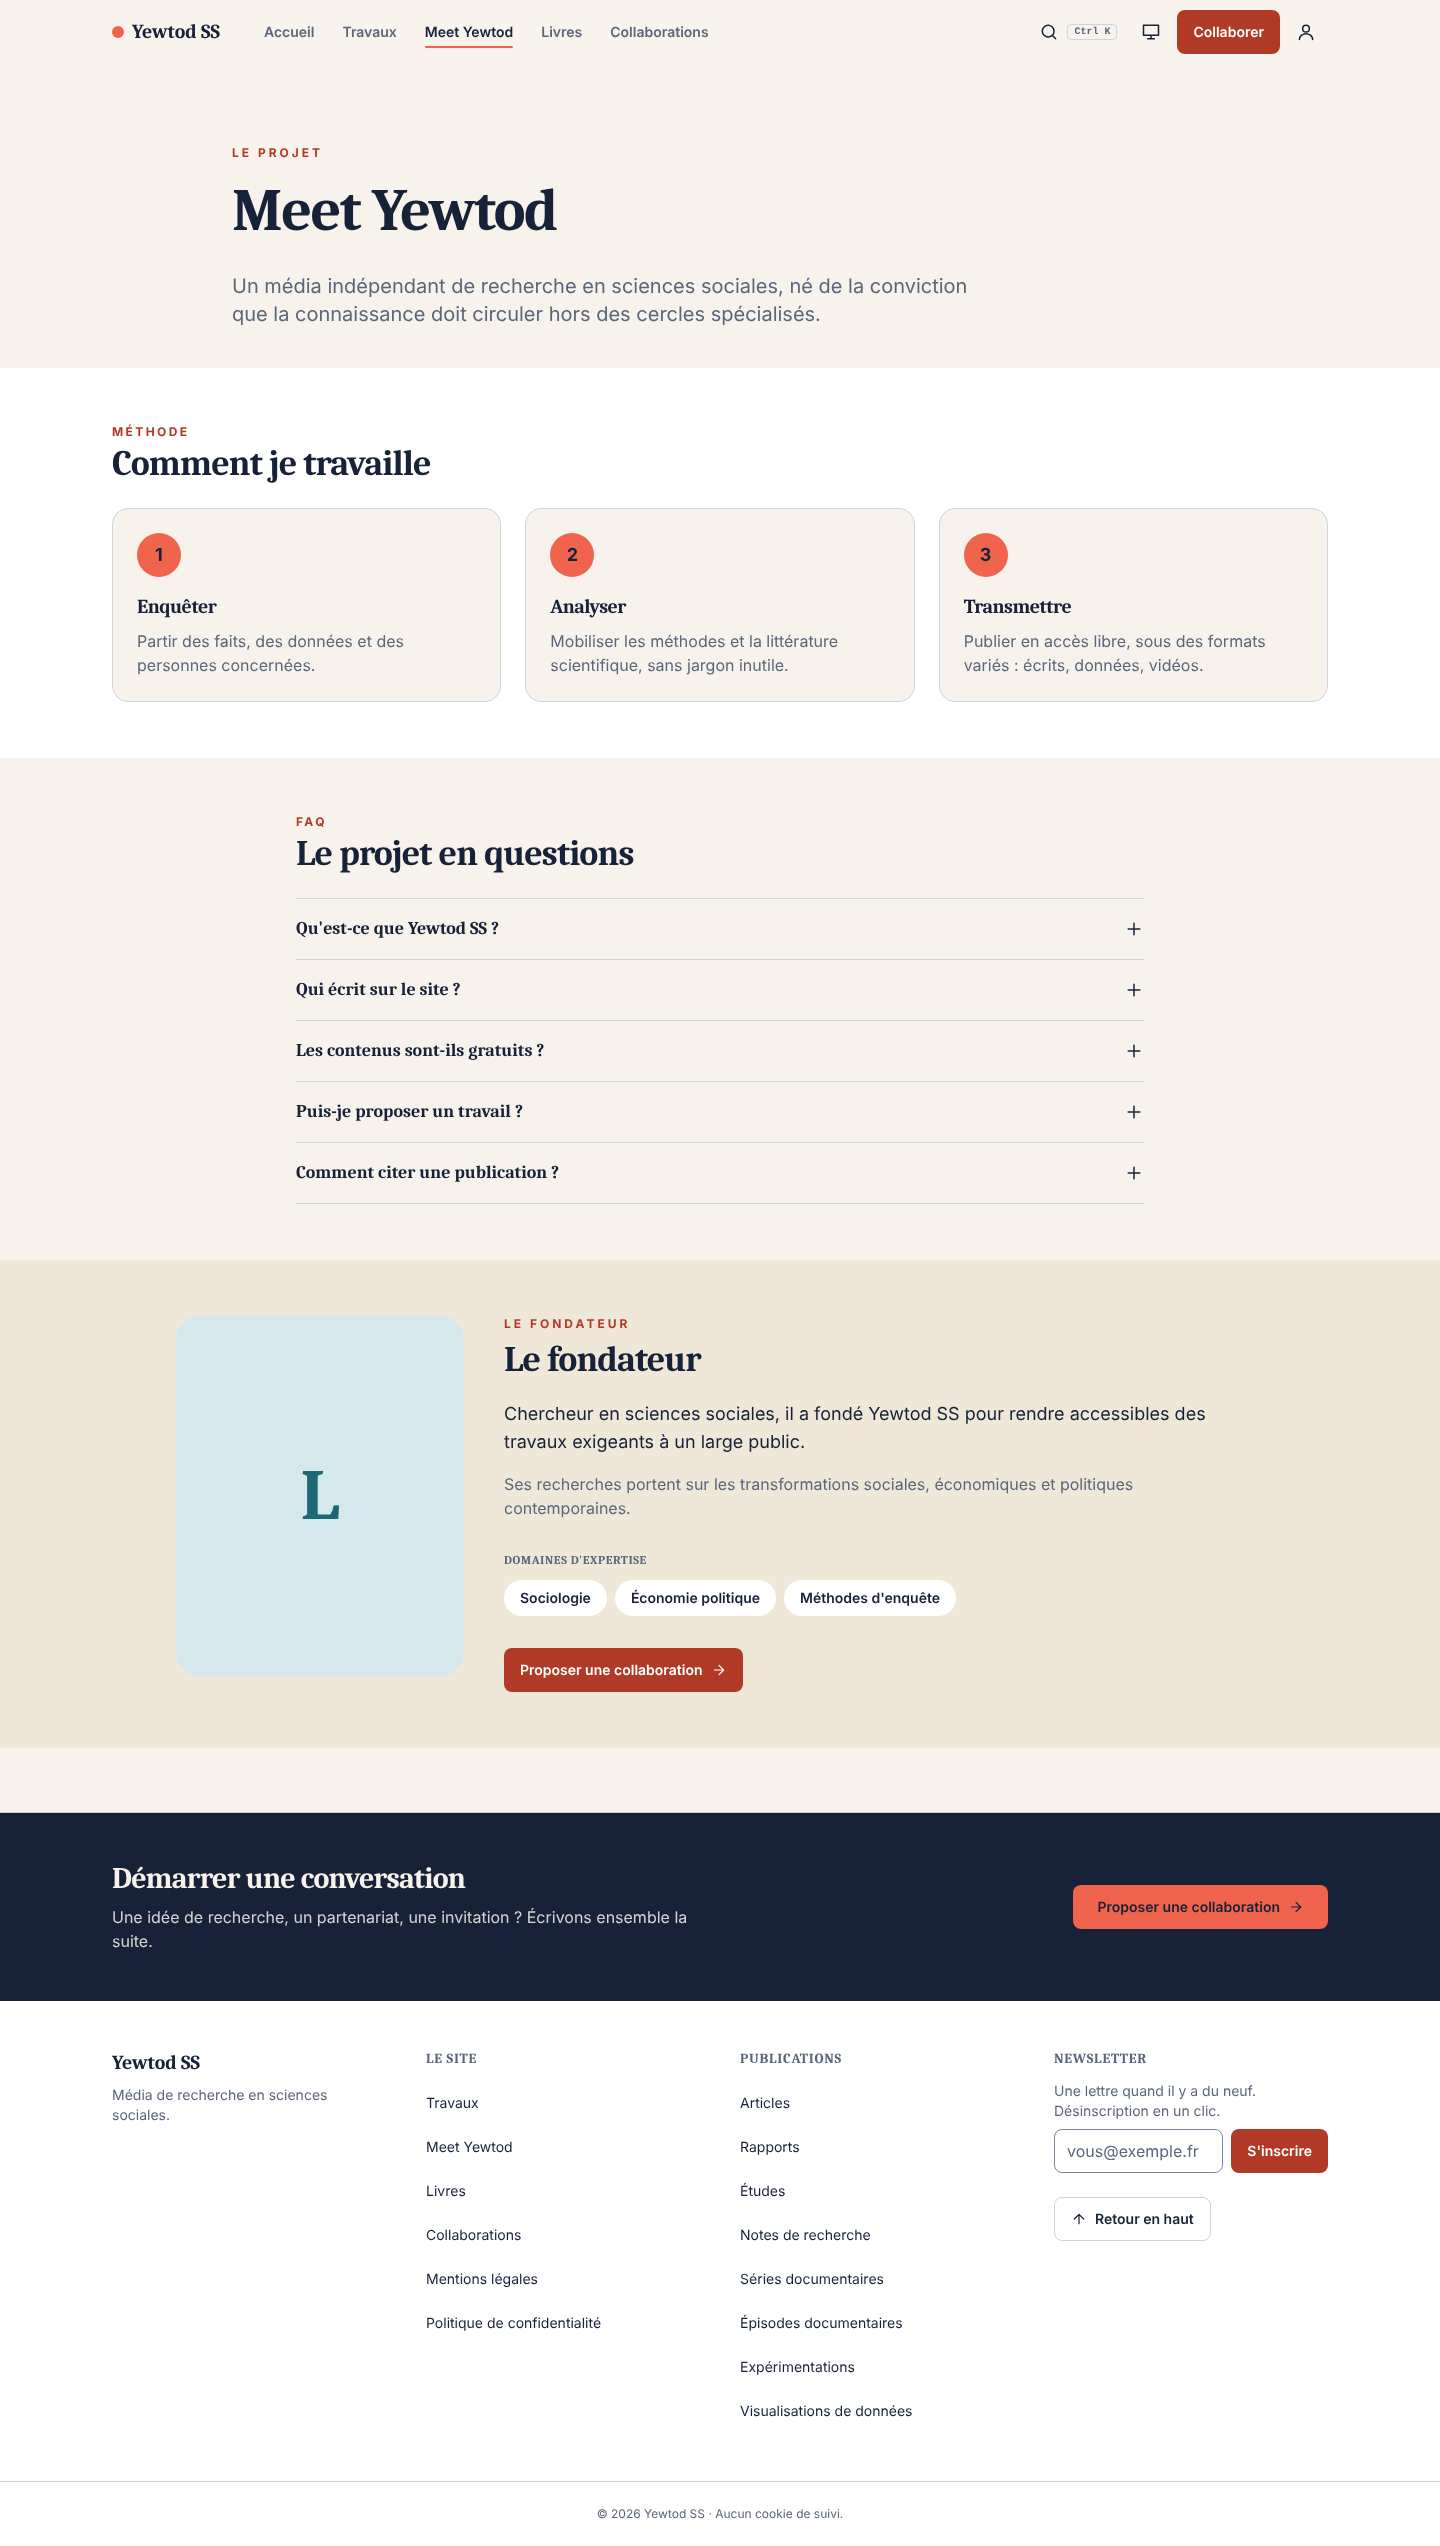 Yewtod SS
Accueil
Travaux
Meet Yewtod
Livres
Collaborations
Ctrl K
Collaborer
LE PROJET
Meet Yewtod
Un média indépendant de recherche en sciences sociales, né de la conviction
que la connaissance doit circuler hors des cercles spécialisés.
MÉTHODE
Comment je travaille
1
Enquêter
Partir des faits, des données et des
personnes concernées.
2
Analyser
Mobiliser les méthodes et la littérature
scientifique, sans jargon inutile.
3
Transmettre
Publier en accès libre, sous des formats
variés : écrits, données, vidéos.
FAQ
Le projet en questions
Qu'est-ce que Yewtod SS ?
Qui écrit sur le site ?
Les contenus sont-ils gratuits ?
Puis-je proposer un travail ?
Comment citer une publication ?
L
LE FONDATEUR
Le fondateur
Chercheur en sciences sociales, il a fondé Yewtod SS pour rendre accessibles des
travaux exigeants à un large public.
Ses recherches portent sur les transformations sociales, économiques et politiques
contemporaines.
DOMAINES D'EXPERTISE
Sociologie
Économie politique
Méthodes d'enquête
Proposer une collaboration
Démarrer une conversation
Une idée de recherche, un partenariat, une invitation ? Écrivons ensemble la
suite.
Proposer une collaboration
Yewtod SS
Média de recherche en sciences
sociales.
LE SITE
Travaux
Meet Yewtod
Livres
Collaborations
Mentions légales
Politique de confidentialité
PUBLICATIONS
Articles
Rapports
Études
Notes de recherche
Séries documentaires
Épisodes documentaires
Expérimentations
Visualisations de données
NEWSLETTER
Une lettre quand il y a du neuf.
Désinscription en un clic.
vous@exemple.fr
S'inscrire
Retour en haut
© 2026 Yewtod SS · Aucun cookie de suivi.